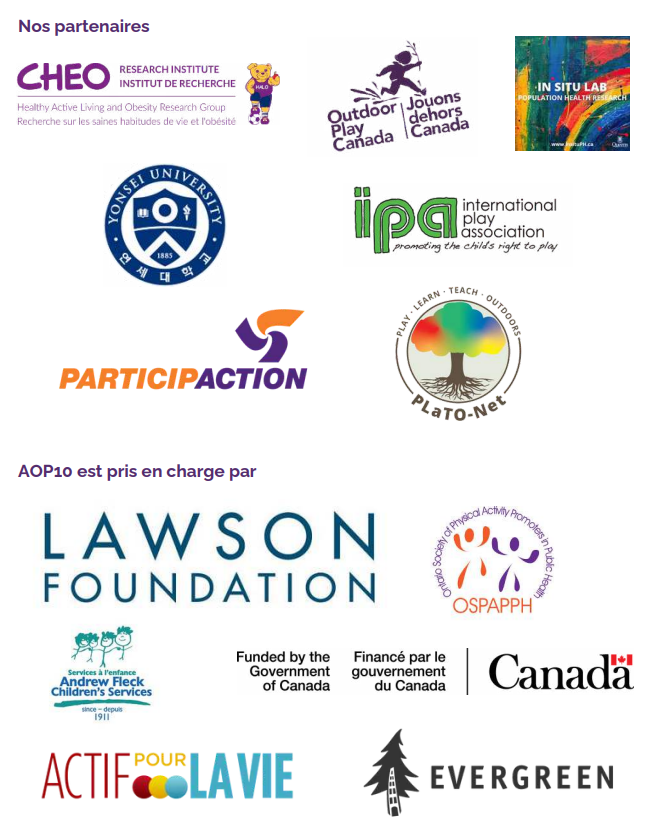 Nos partenaires
CHEO
RESEARCH INSTITUTE
INSTITUT DE RECHERCHE
Healthy Active Living and Obesity Research Group
Recherche sur les saines habitudes de vie et l'obésité
HALO
Outdoor
Play
Canada
Jouons
dehors
Canada
IN SITU LAB
POPULATION HEALTH RESEARCH
www.InsituPH.ca
Queen's
YONSEI UNIVERSITY
1885
연세대학교
ipa
international
play
association
promoting the child's right to play
PARTICIPACTION
PLAY · LEARN · TEACH · OUTDOORS
PLaTO-Net
AOP10 est pris en charge par
LAWSON
FOUNDATION
Ontario Society of Physical Activity Promoters in Public Health
OSPAPPH
Services à l'enfance
Andrew Fleck
Children's Services
since – depuis
1911
Funded by the
Government
of Canada
Financé par le
gouvernement
du Canada
Canada
ACTIF POUR LA VIE
EVERGREEN